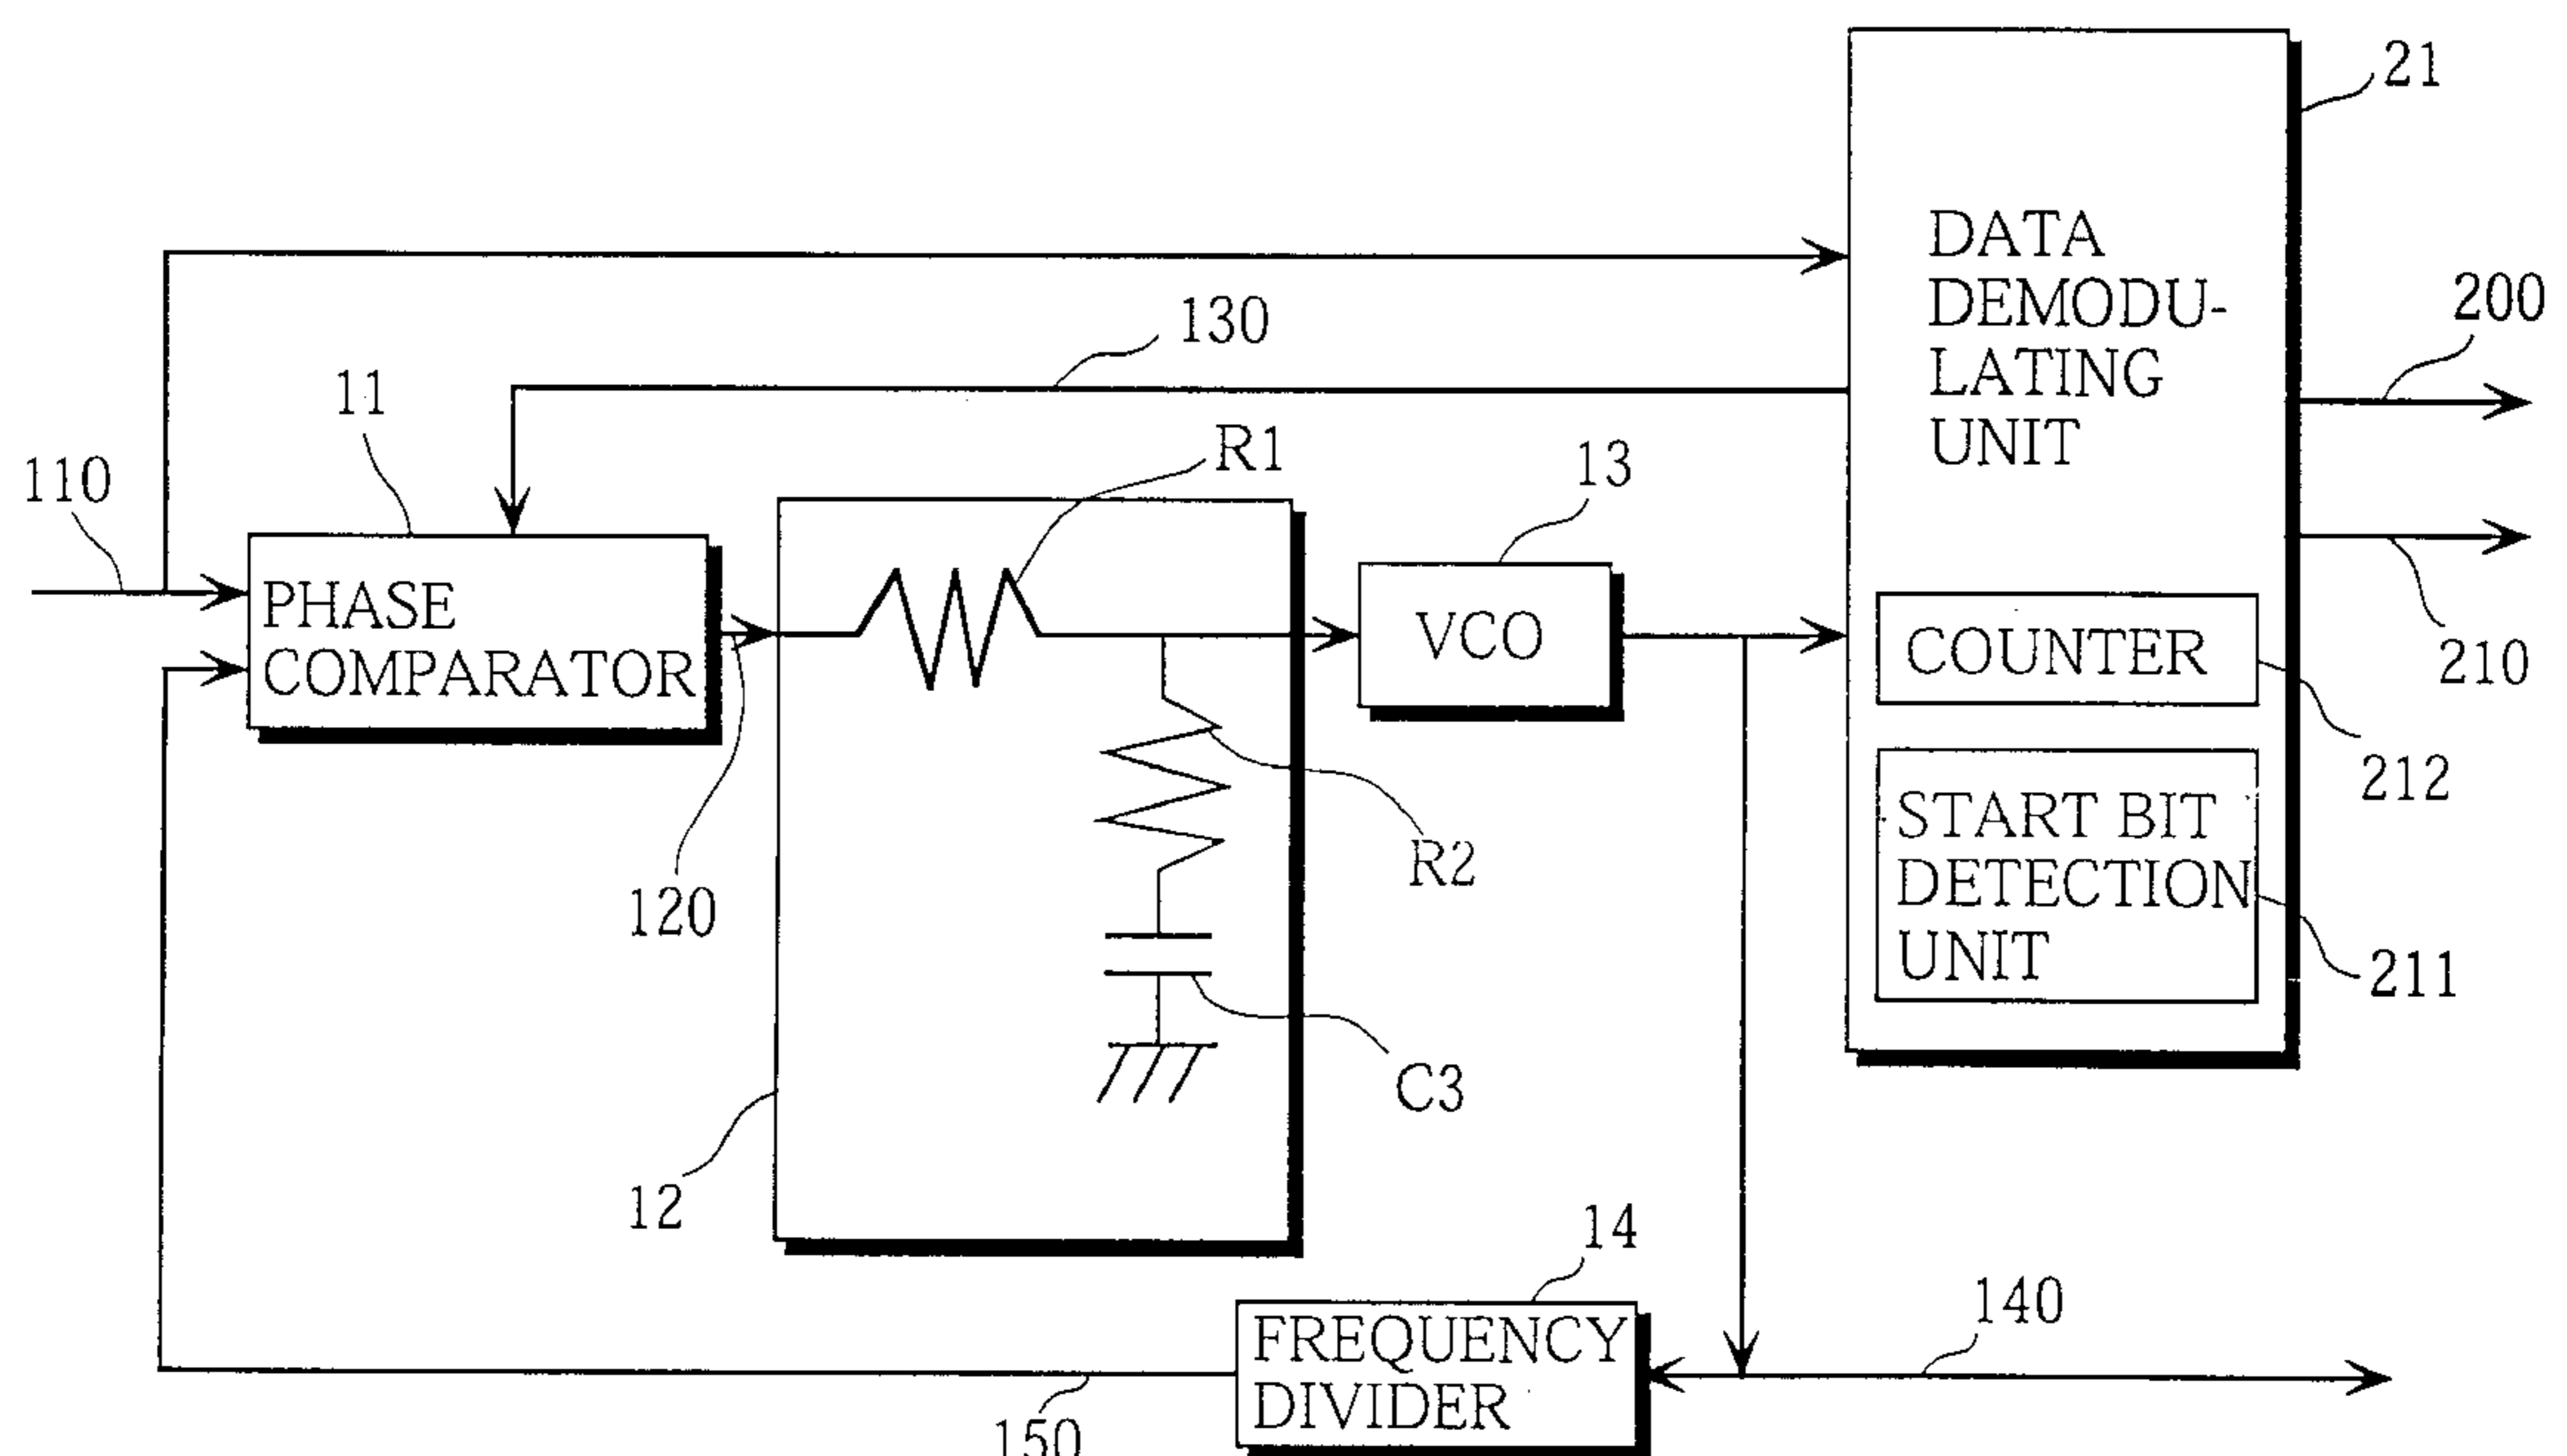 21
DATA
DEMODU-
LATING
UNIT
200
130
11
R1
13
110
PHASE
COMPARATOR
VCO
COUNTER
210
212
START BIT
DETECTION
UNIT
R2
120
211
C3
12
14
140
FREQUENCY
DIVIDER
150